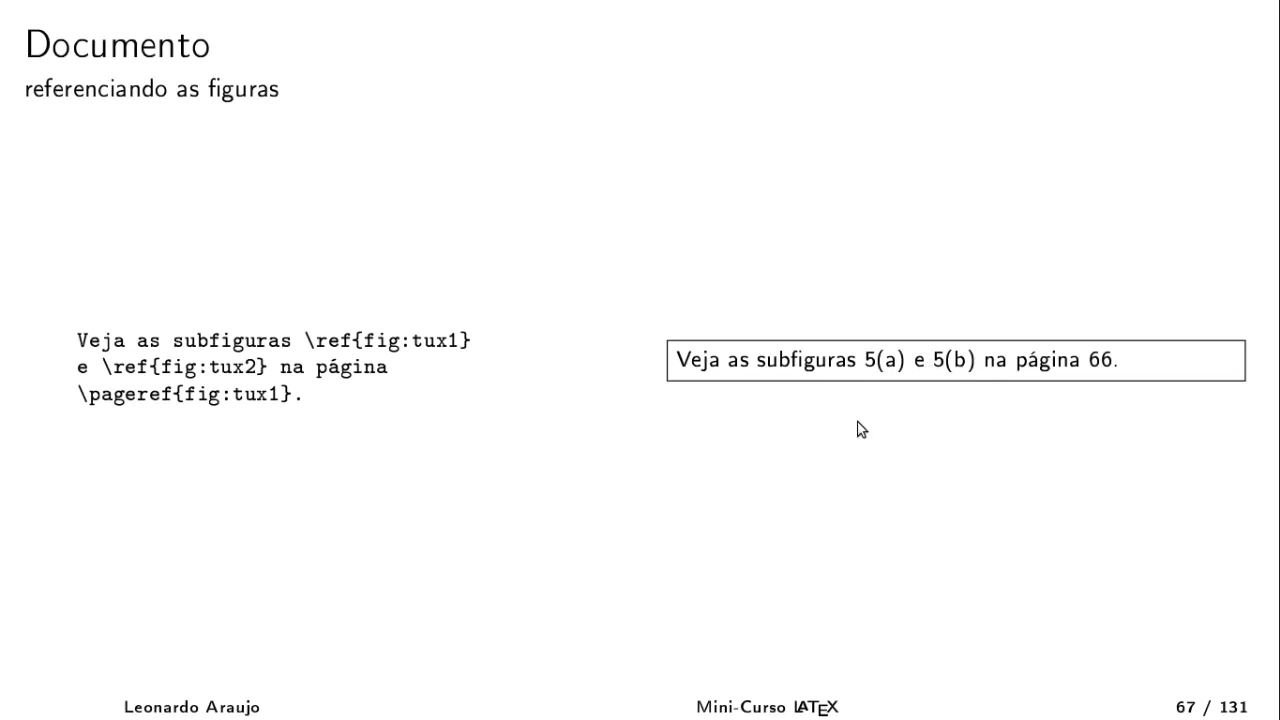 Documento
referenciando as figuras
Veja as subfiguras \ref{fig:tux1}
e \ref{fig:tux2} na página
\pageref{fig:tux1}.
Veja as subfiguras 5(a) e 5(b) na página 66.
Leonardo Araujo
Mini-Curso LATEX
67 / 131